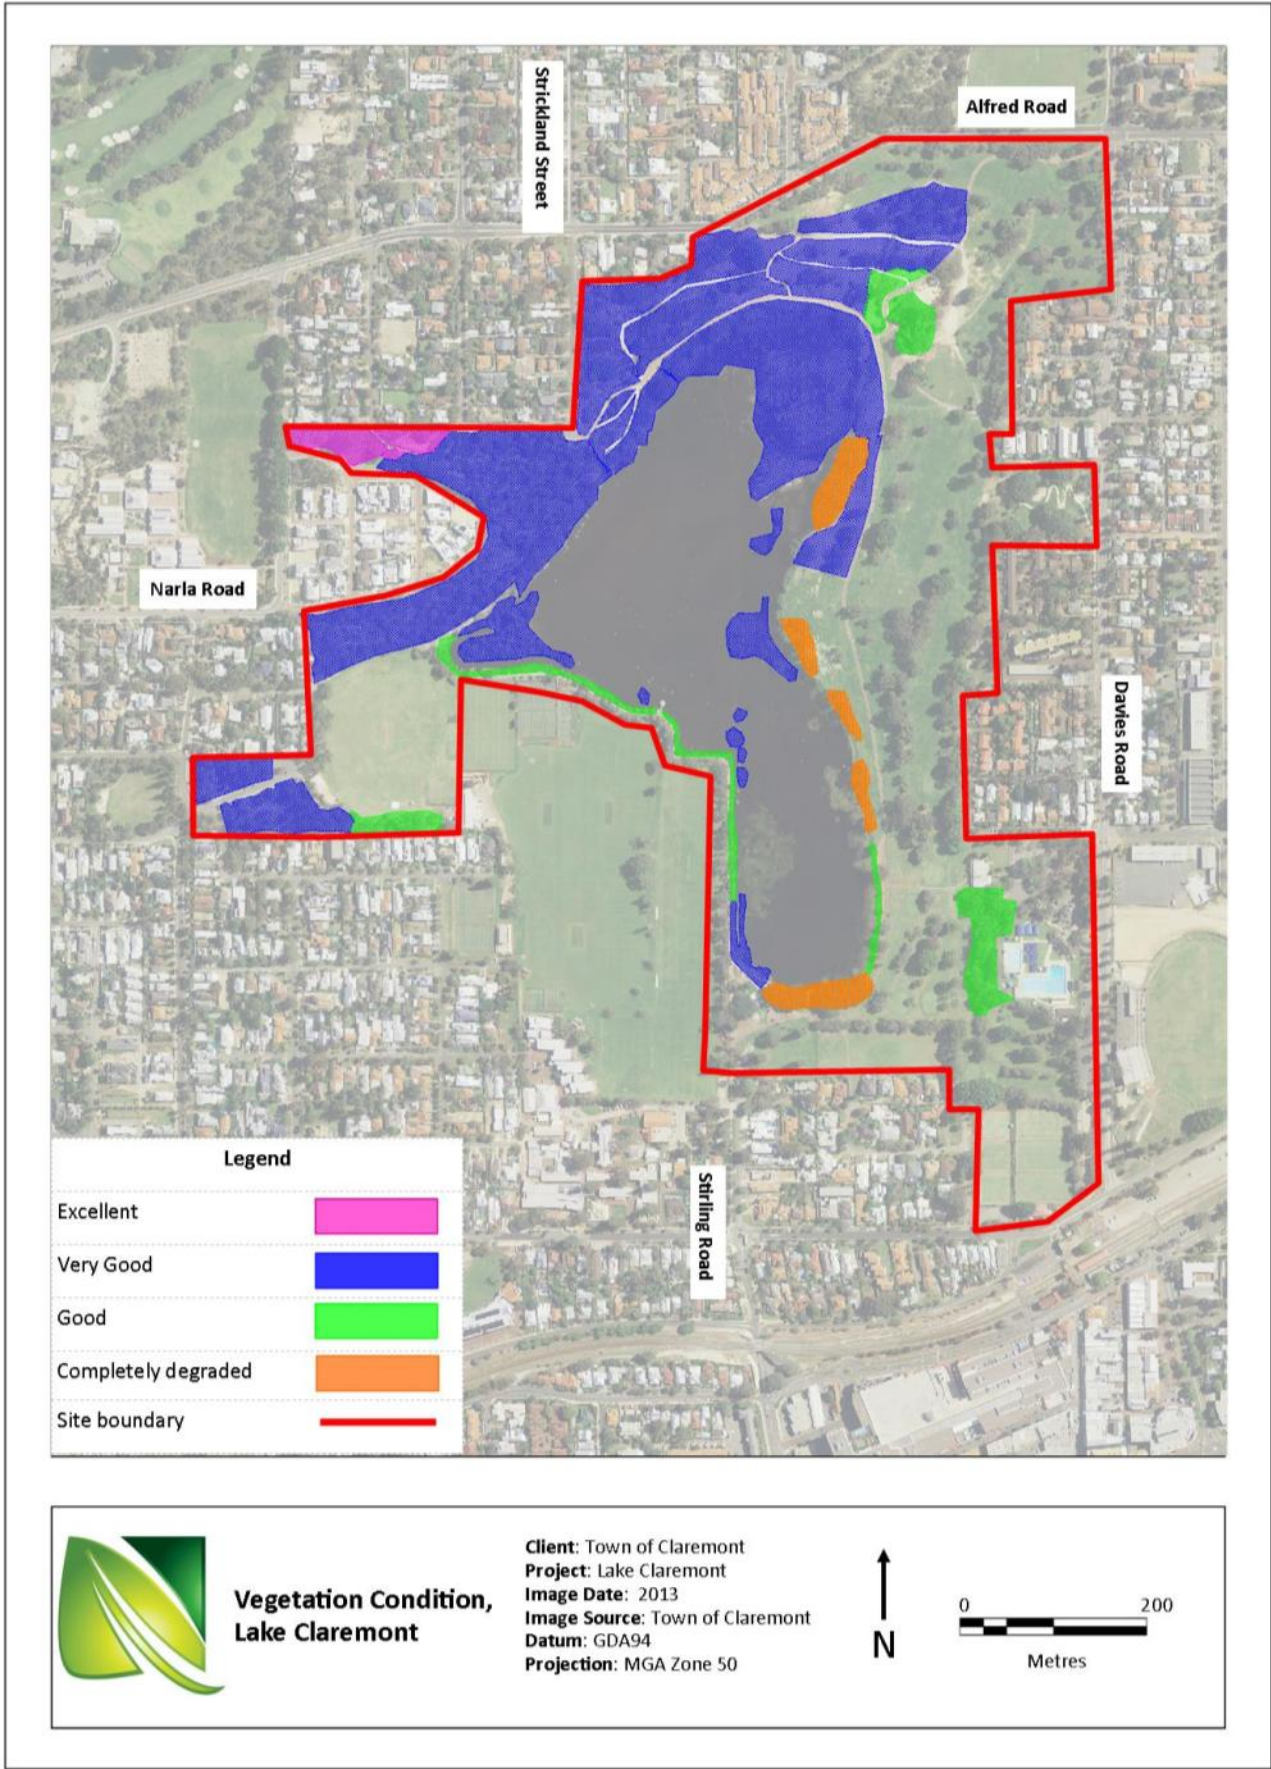 Strickland Street
Alfred Road
Narla Road
Davies Road
Stirling Road
Legend
Excellent
Very Good
Good
Completely degraded
Site boundary
Vegetation Condition,
Lake Claremont
Client: Town of Claremont
Project: Lake Claremont
Image Date: 2013
Image Source: Town of Claremont
Datum: GDA94
Projection: MGA Zone 50
N
0 200
Metres